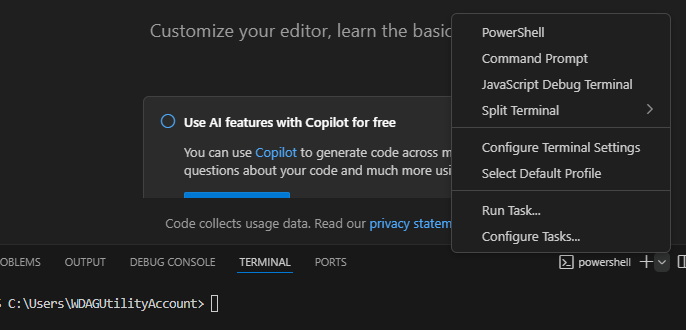 Customize your editor, learn the basic
PowerShell
Command Prompt
JavaScript Debug Terminal
Split Terminal
Configure Terminal Settings
Select Default Profile
Run Task...
Configure Tasks...
Use AI features with Copilot for free
You can use Copilot to generate code across m
questions about your code and much more usi
Code collects usage data. Read our privacy statem
OBLEMS OUTPUT DEBUG CONSOLE TERMINAL PORTS
powershell
C:\Users\WDAGUtilityAccount>